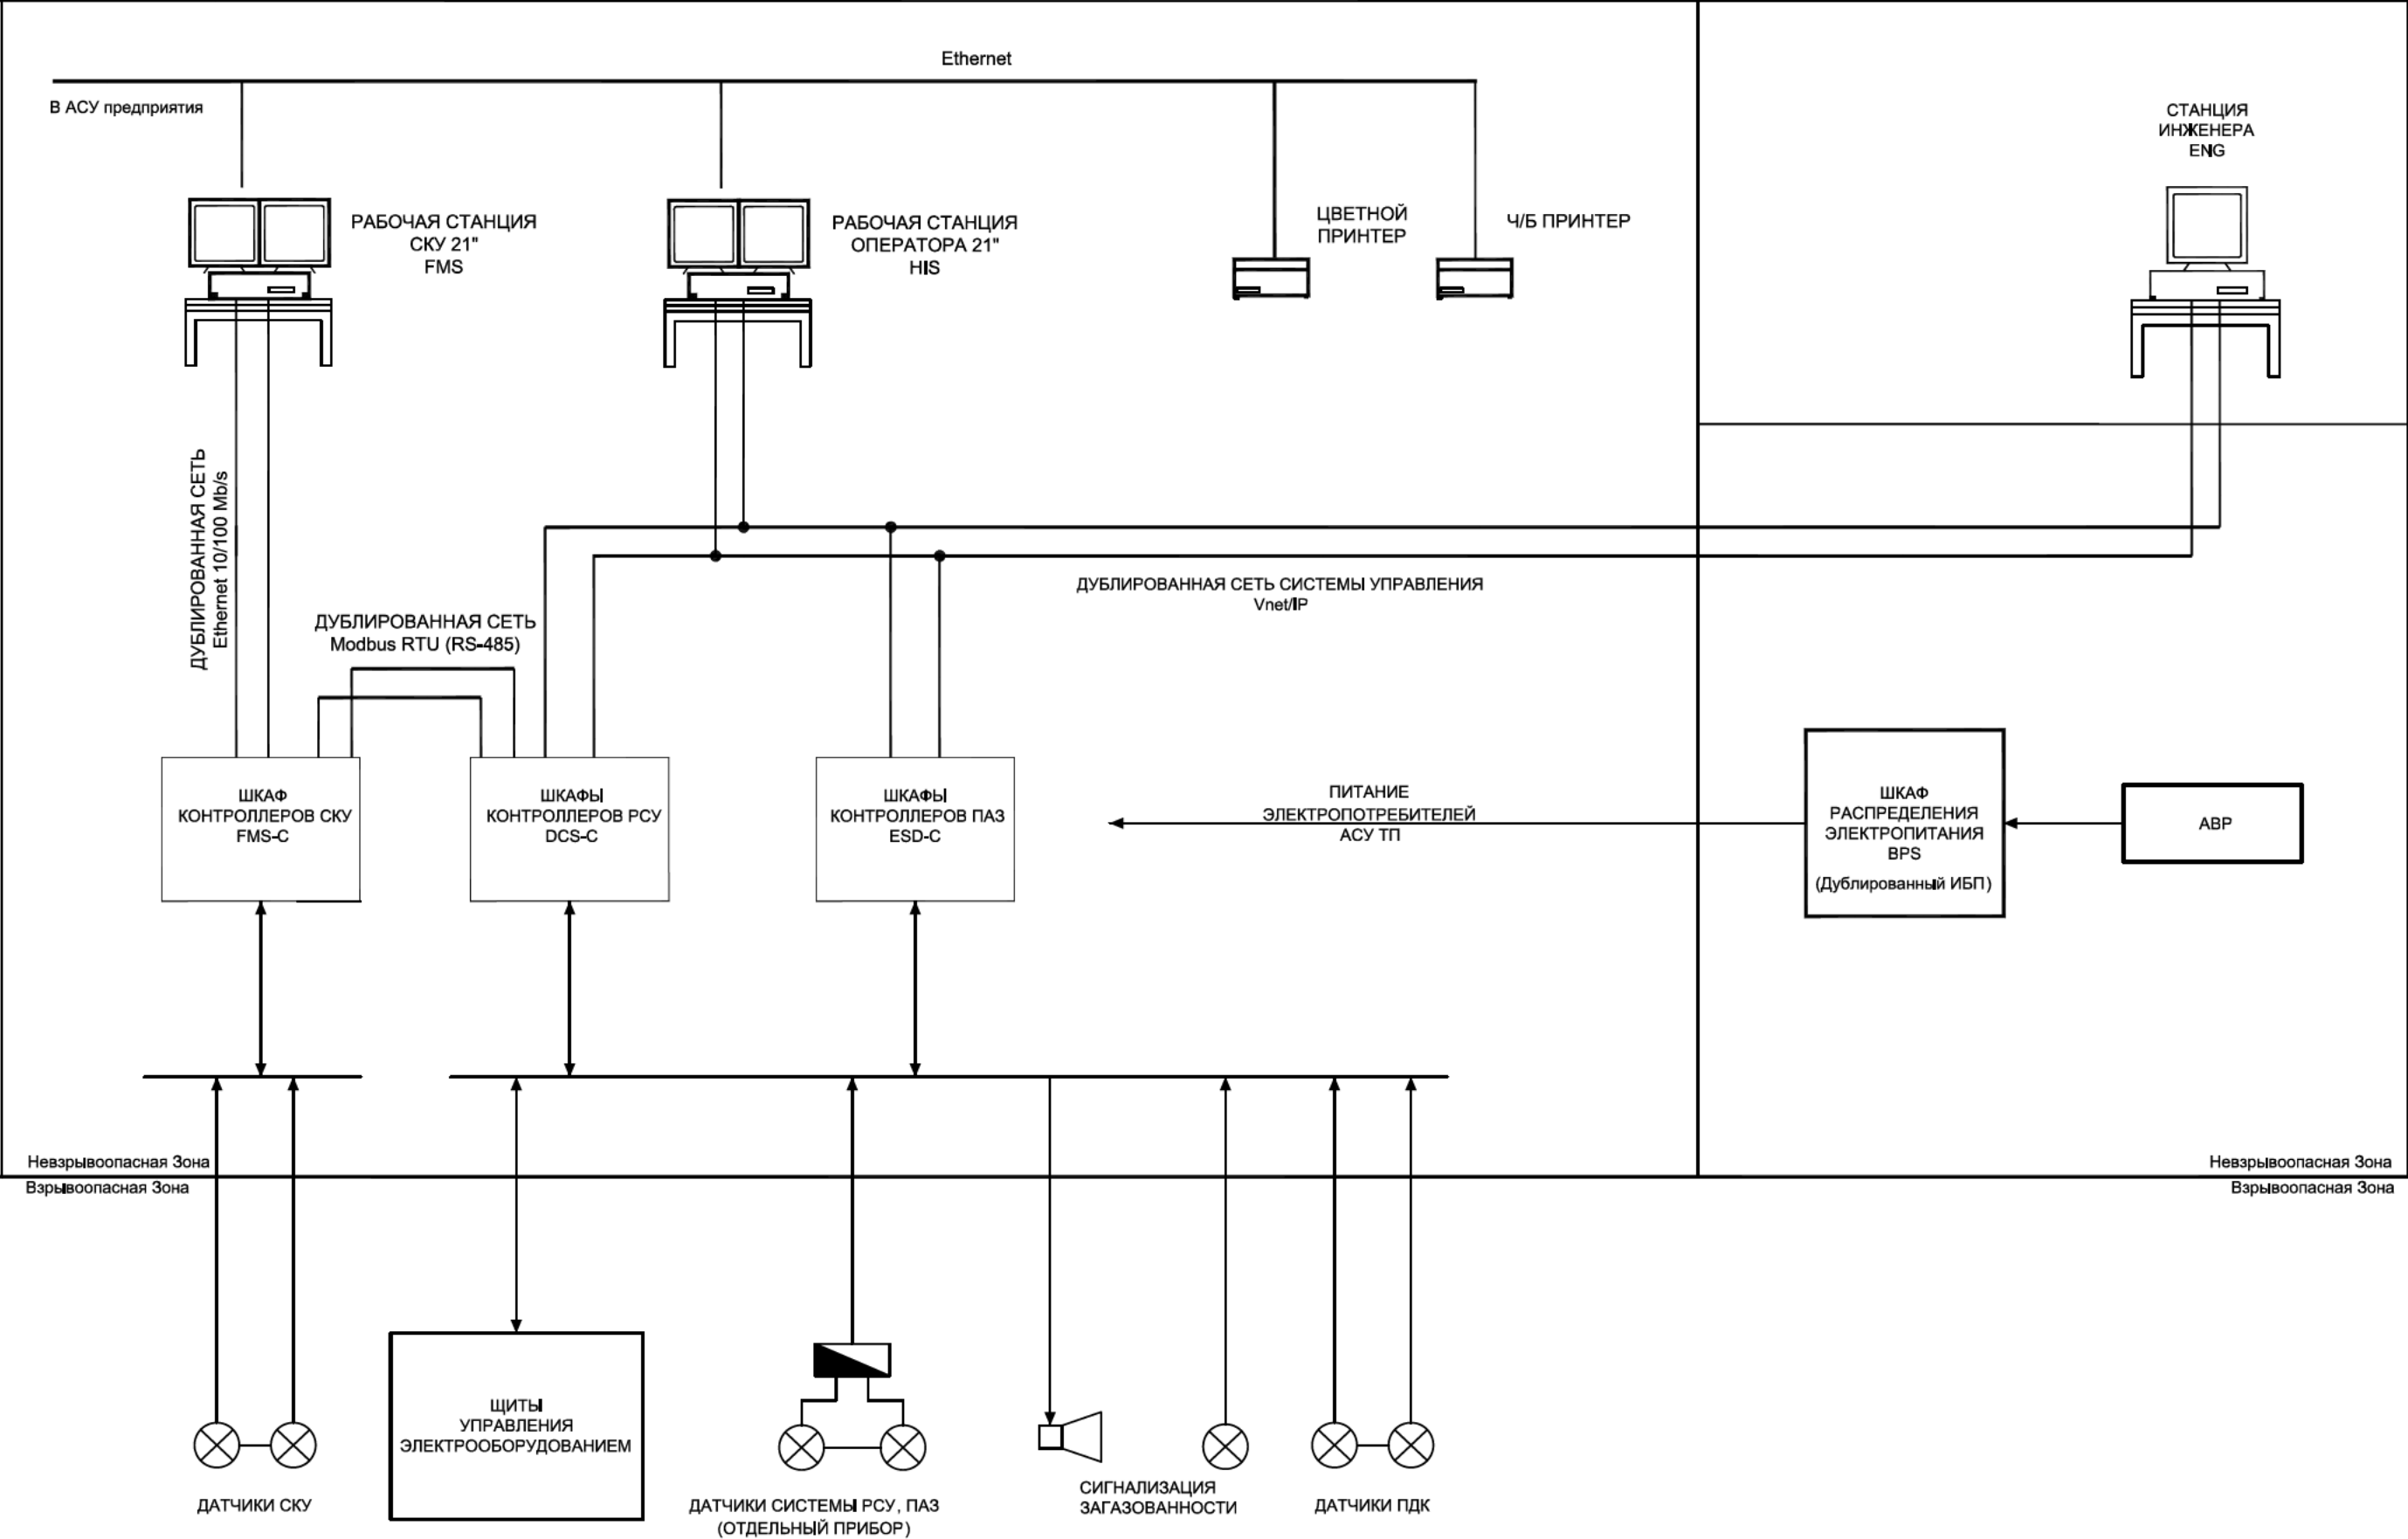 Ethernet
В АСУ предприятия
СТАНЦИЯ
ИНЖЕНЕРА
ENG
РАБОЧАЯ СТАНЦИЯ
СКУ 21"
FMS
РАБОЧАЯ СТАНЦИЯ
ОПЕРАТОРА 21"
HIS
ЦВЕТНОЙ
ПРИНТЕР
Ч/Б ПРИНТЕР
ДУБЛИРОВАННАЯ СЕТЬ
Ethernet 10/100 Mb/s
ДУБЛИРОВАННАЯ СЕТЬ СИСТЕМЫ УПРАВЛЕНИЯ
Vnet/IP
ДУБЛИРОВАННАЯ СЕТЬ
Modbus RTU (RS-485)
ШКАФ
КОНТРОЛЛЕРОВ СКУ
FMS-C
ШКАФЫ
КОНТРОЛЛЕРОВ РСУ
DCS-C
ШКАФЫ
КОНТРОЛЛЕРОВ ПАЗ
ESD-C
ПИТАНИЕ
ЭЛЕКТРОПОТРЕБИТЕЛЕЙ
АСУ ТП
ШКАФ
РАСПРЕДЕЛЕНИЯ
ЭЛЕКТРОПИТАНИЯ
BPS
(Дублированный ИБП)
АВР
Невзрывоопасная Зона
Взрывоопасная Зона
Невзрывоопасная Зона
Взрывоопасная Зона
ЩИТЫ
УПРАВЛЕНИЯ
ЭЛЕКТРООБОРУДОВАНИЕМ
ДАТЧИКИ СКУ
ДАТЧИКИ СИСТЕМЫ РСУ, ПАЗ
(ОТДЕЛЬНЫЙ ПРИБОР)
СИГНАЛИЗАЦИЯ
ЗАГАЗОВАННОСТИ
ДАТЧИКИ ПДК